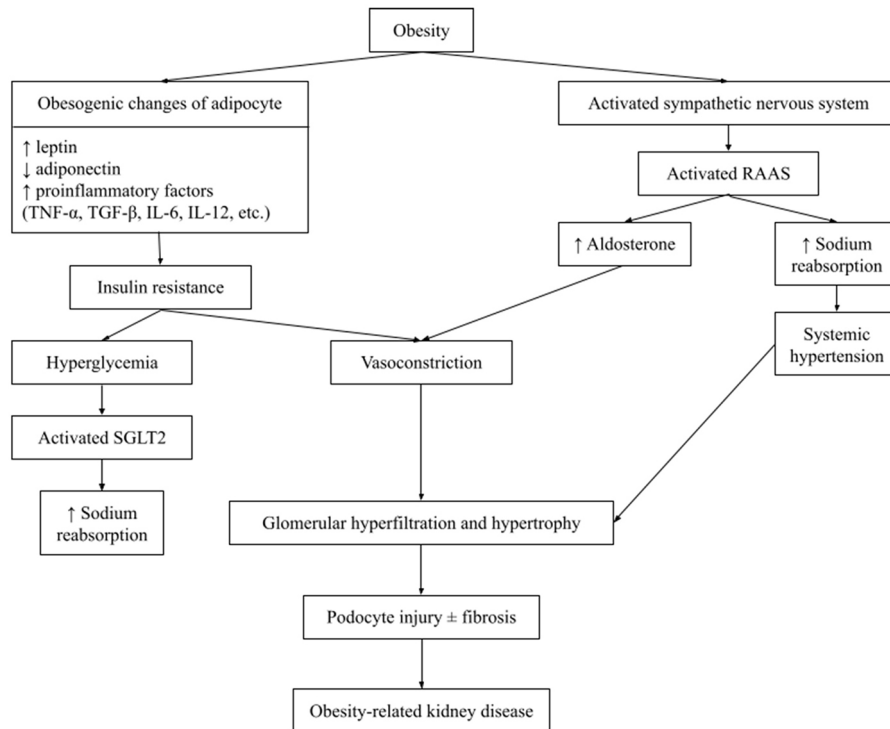 Obesity
Obesogenic changes of adipocyte
↑ leptin
↓ adiponectin
↑ proinflammatory factors
(TNF-α, TGF-β, IL-6, IL-12, etc.)
Activated sympathetic nervous system
Activated RAAS
↑ Aldosterone
↑ Sodium
reabsorption
Insulin resistance
Systemic
hypertension
Hyperglycemia
Vasoconstriction
Activated SGLT2
↑ Sodium
reabsorption
Glomerular hyperfiltration and hypertrophy
Podocyte injury ± fibrosis
Obesity-related kidney disease